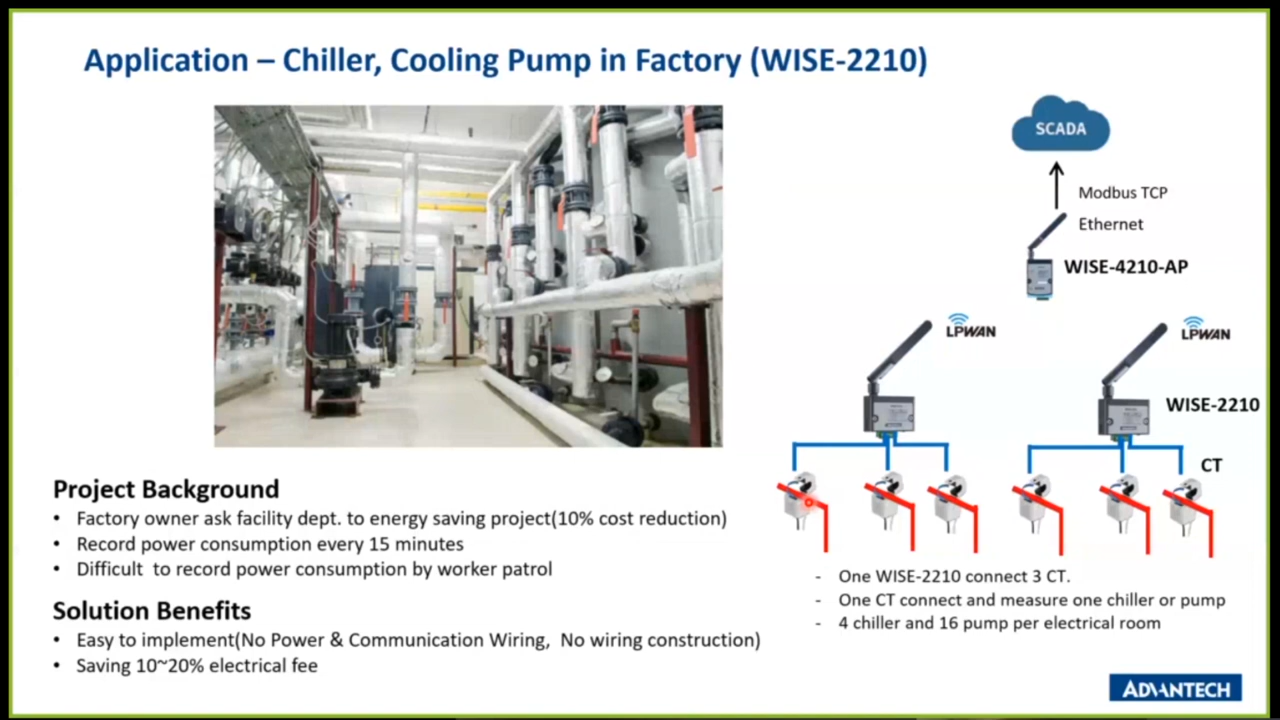 Application – Chiller, Cooling Pump in Factory (WISE-2210)
SCADA
Modbus TCP
Ethernet
WISE-4210-AP
LPWAN
LPWAN
WISE-2210
CT
Project Background
• Factory owner ask facility dept. to energy saving project(10% cost reduction)
• Record power consumption every 15 minutes
• Difficult to record power consumption by worker patrol
Solution Benefits
• Easy to implement(No Power & Communication Wiring, No wiring construction)
• Saving 10~20% electrical fee
- One WISE-2210 connect 3 CT.
- One CT connect and measure one chiller or pump
- 4 chiller and 16 pump per electrical room
ADVANTECH